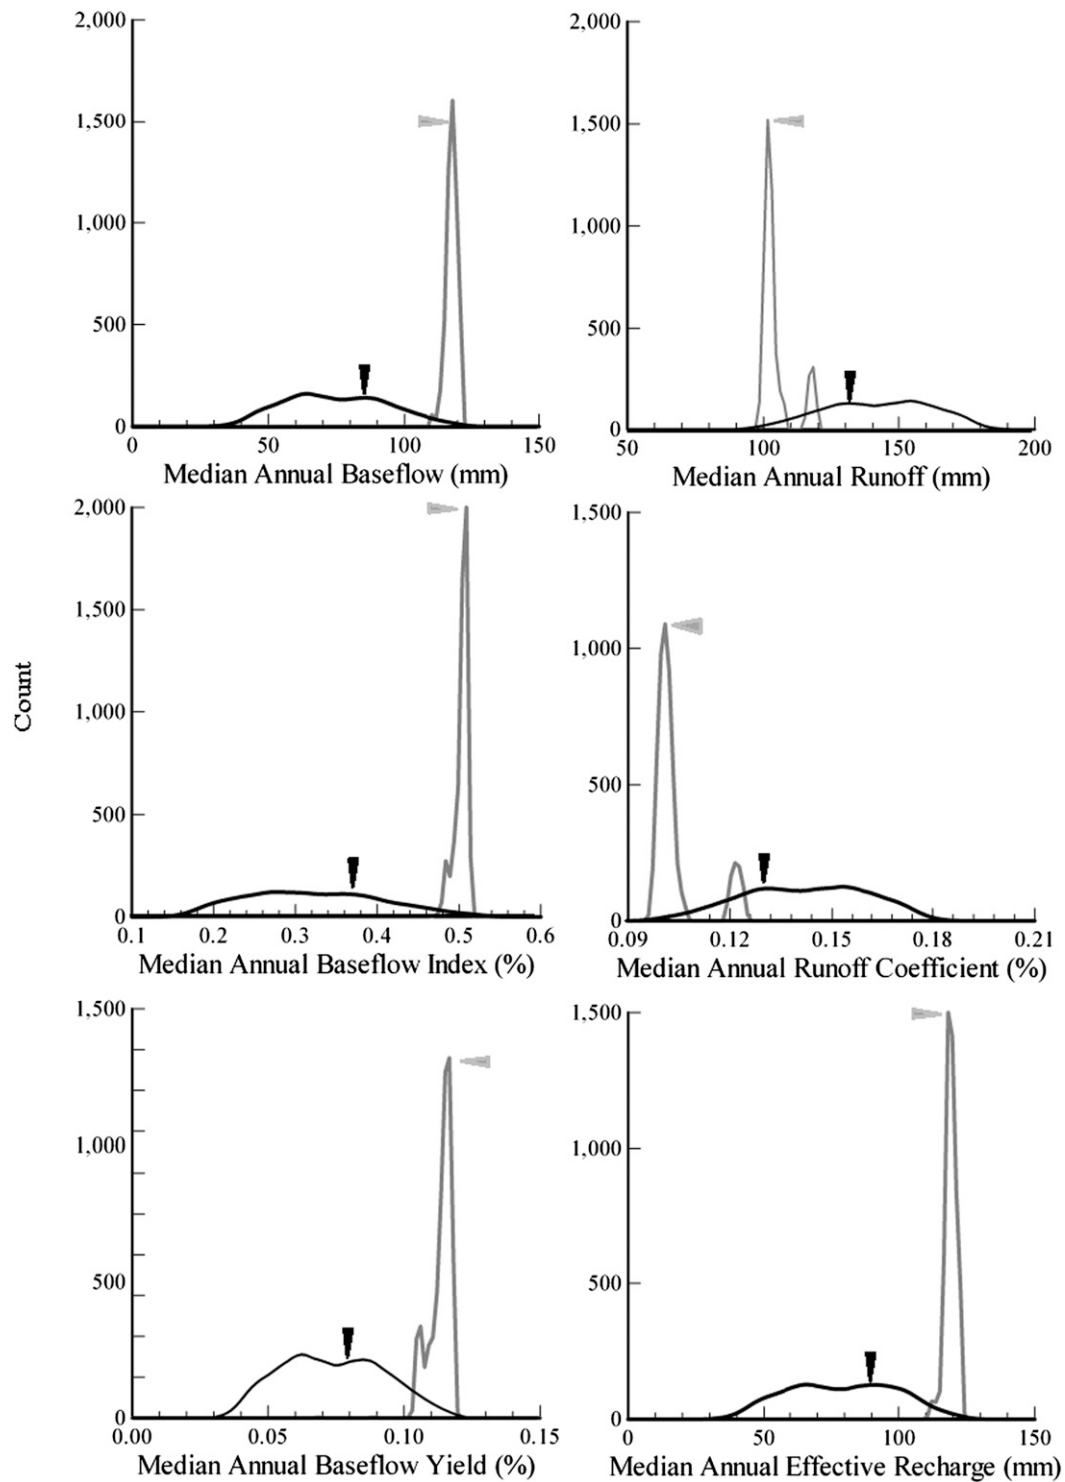 2,000
1,500
1,000
500
0
0 50 100 150
Median Annual Baseflow (mm)
2,000
1,500
1,000
500
0
50 100 150 200
Median Annual Runoff (mm)
Count
2,000
1,500
1,000
500
0
0.1 0.2 0.3 0.4 0.5 0.6
Median Annual Baseflow Index (%)
1,500
1,000
500
0
0.09 0.12 0.15 0.18 0.21
Median Annual Runoff Coefficient (%)
1,500
1,000
500
0
0.00 0.05 0.10 0.15
Median Annual Baseflow Yield (%)
1,500
1,000
500
0
0 50 100 150
Median Annual Effective Recharge (mm)